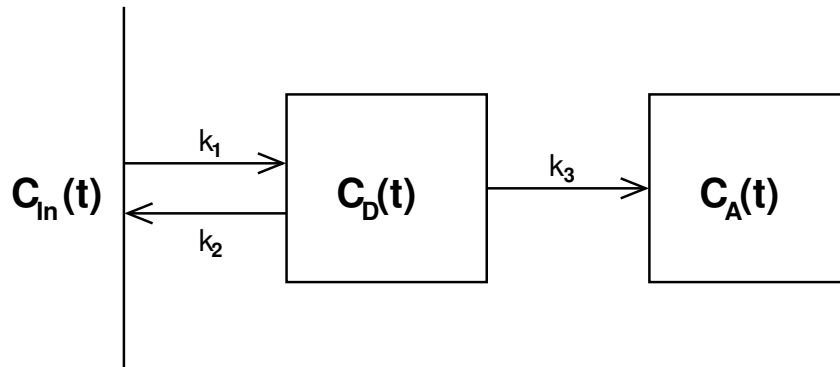 k1
k3
CIn(t)
CD(t)
CA(t)
k2